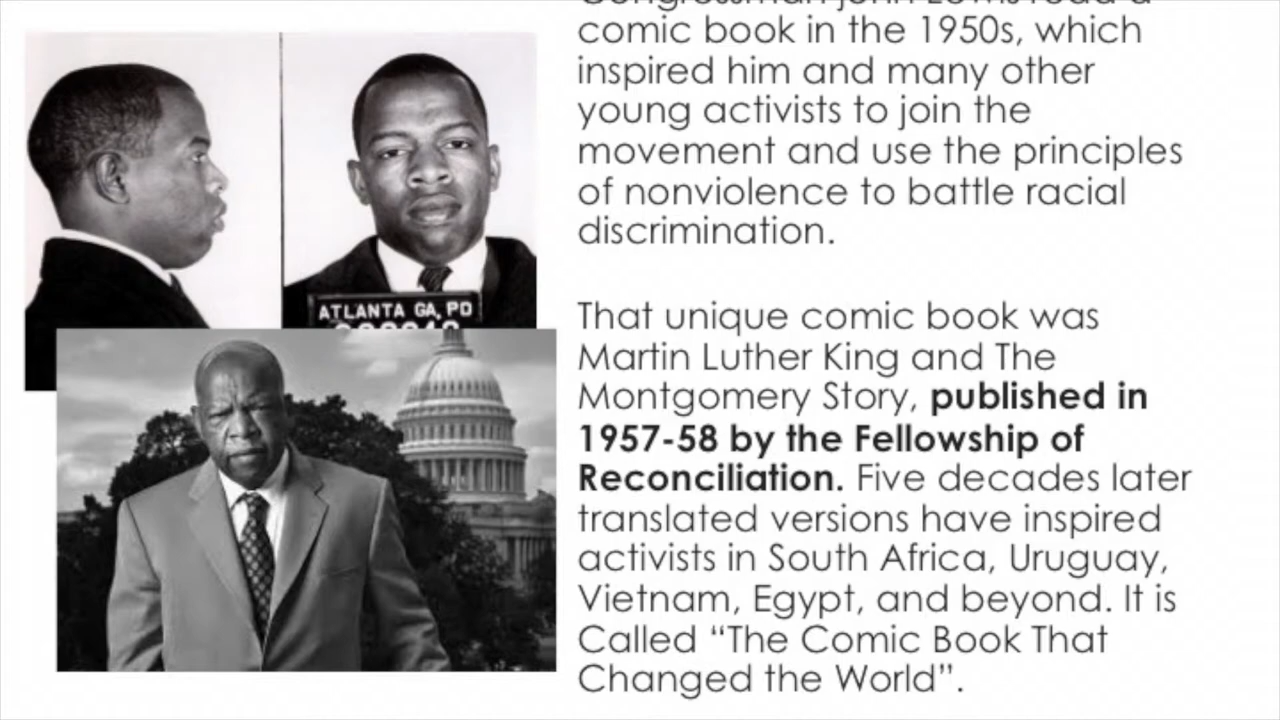 Congressman John Lewis read a
comic book in the 1950s, which
inspired him and many other
young activists to join the
movement and use the principles
of nonviolence to battle racial
discrimination.
ATLANTA GA, PD
That unique comic book was
Martin Luther King and The
Montgomery Story, published in
1957-58 by the Fellowship of
Reconciliation. Five decades later
translated versions have inspired
activists in South Africa, Uruguay,
Vietnam, Egypt, and beyond. It is
Called “The Comic Book That
Changed the World”.